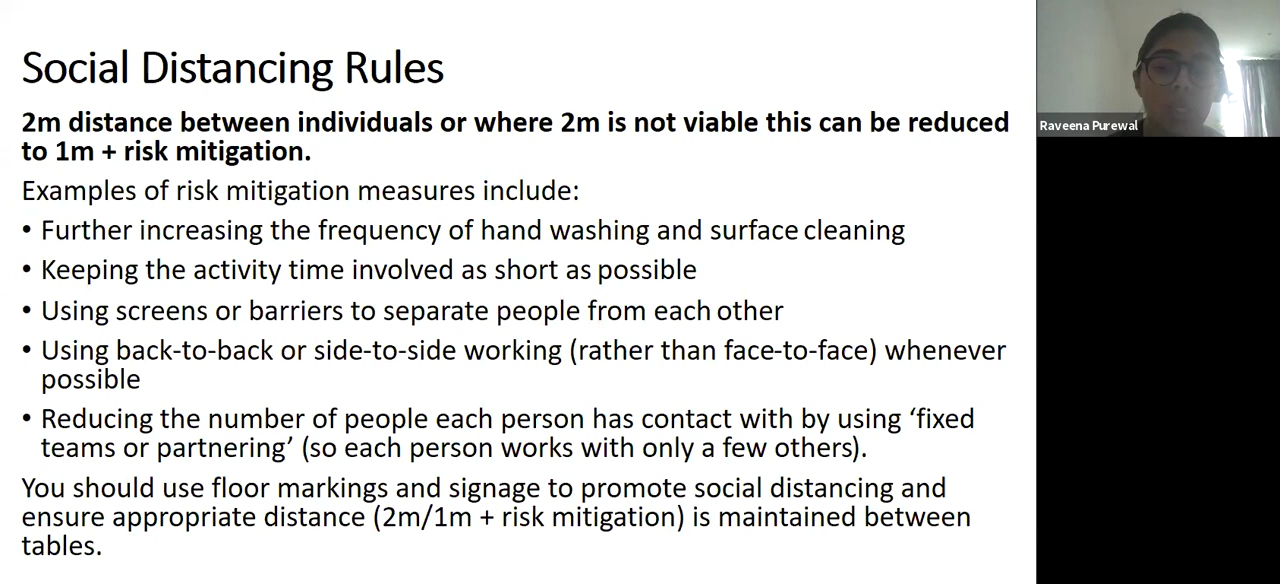 Social Distancing Rules
2m distance between individuals or where 2m is not viable this can be reduced
to 1m + risk mitigation.
Examples of risk mitigation measures include:
• Further increasing the frequency of hand washing and surface cleaning
• Keeping the activity time involved as short as possible
• Using screens or barriers to separate people from each other
• Using back-to-back or side-to-side working (rather than face-to-face) whenever
possible
• Reducing the number of people each person has contact with by using ‘fixed
teams or partnering’ (so each person works with only a few others).
You should use floor markings and signage to promote social distancing and
ensure appropriate distance (2m/1m + risk mitigation) is maintained between
tables.
Raveena Purewal